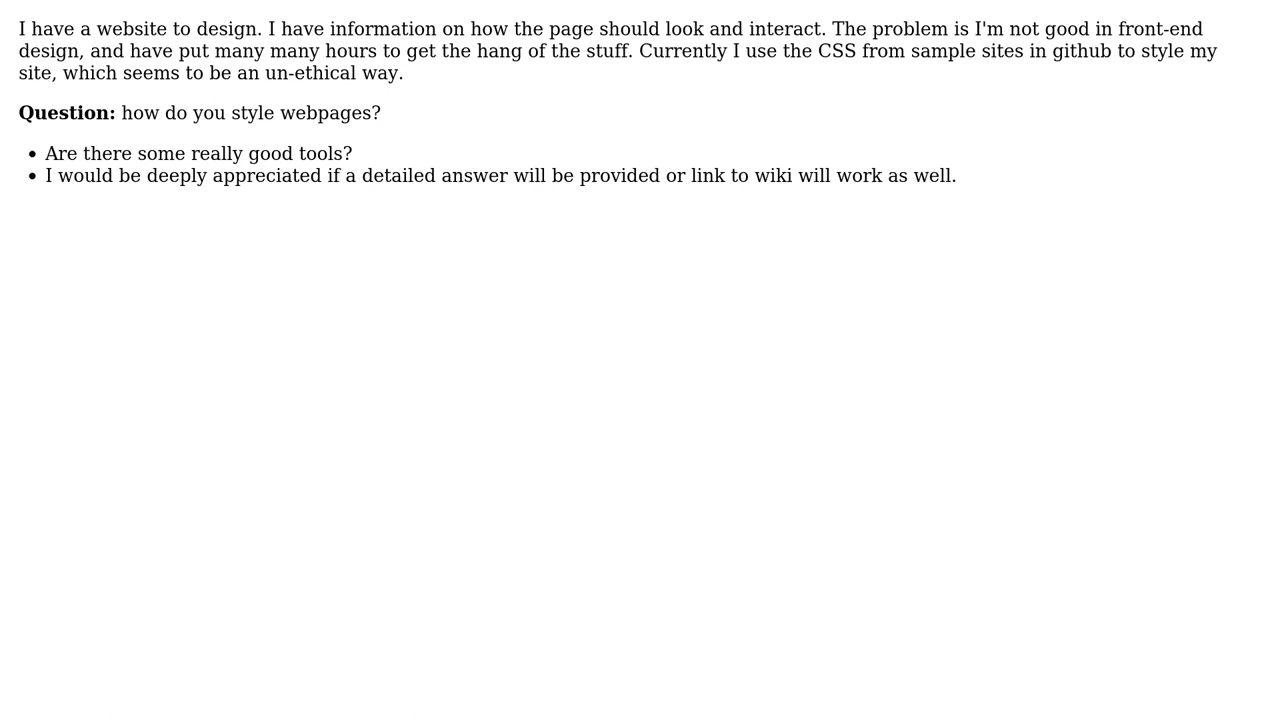 I have a website to design. I have information on how the page should look and interact. The problem is I'm not good in front-end
design, and have put many many hours to get the hang of the stuff. Currently I use the CSS from sample sites in github to style my
site, which seems to be an un-ethical way.
Question: how do you style webpages?
• Are there some really good tools?
• I would be deeply appreciated if a detailed answer will be provided or link to wiki will work as well.